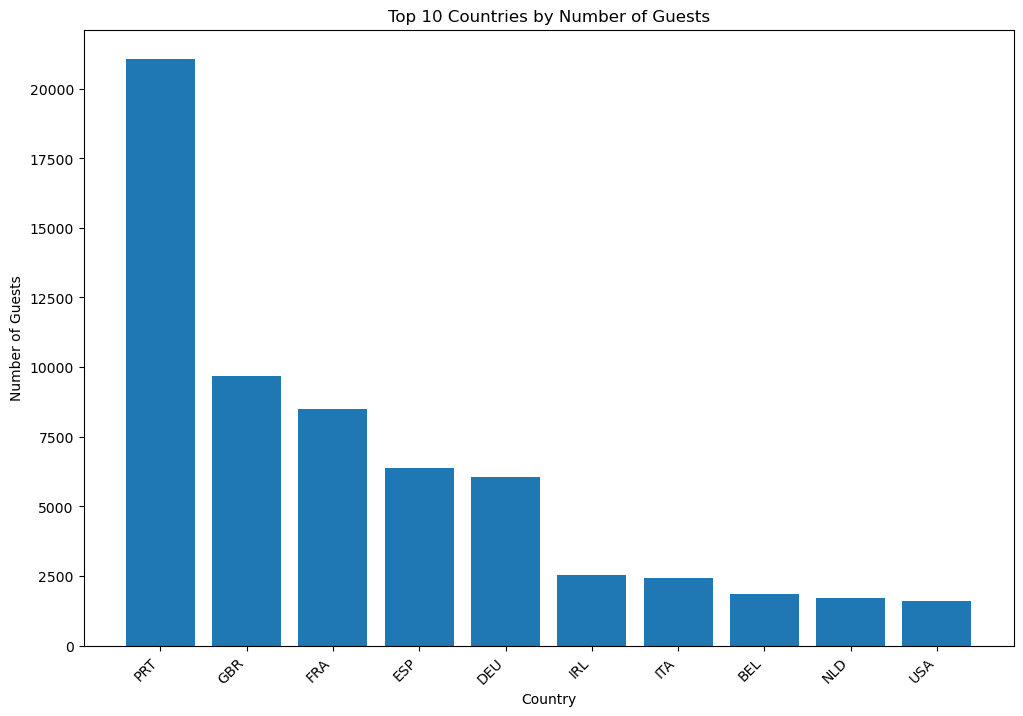 Top 10 Countries by Number of Guests
Number of Guests
20000
17500
15000
12500
10000
7500
5000
2500
0
PRT
GBR
FRA
ESP
DEU
IRL
ITA
BEL
NLD
USA
Country